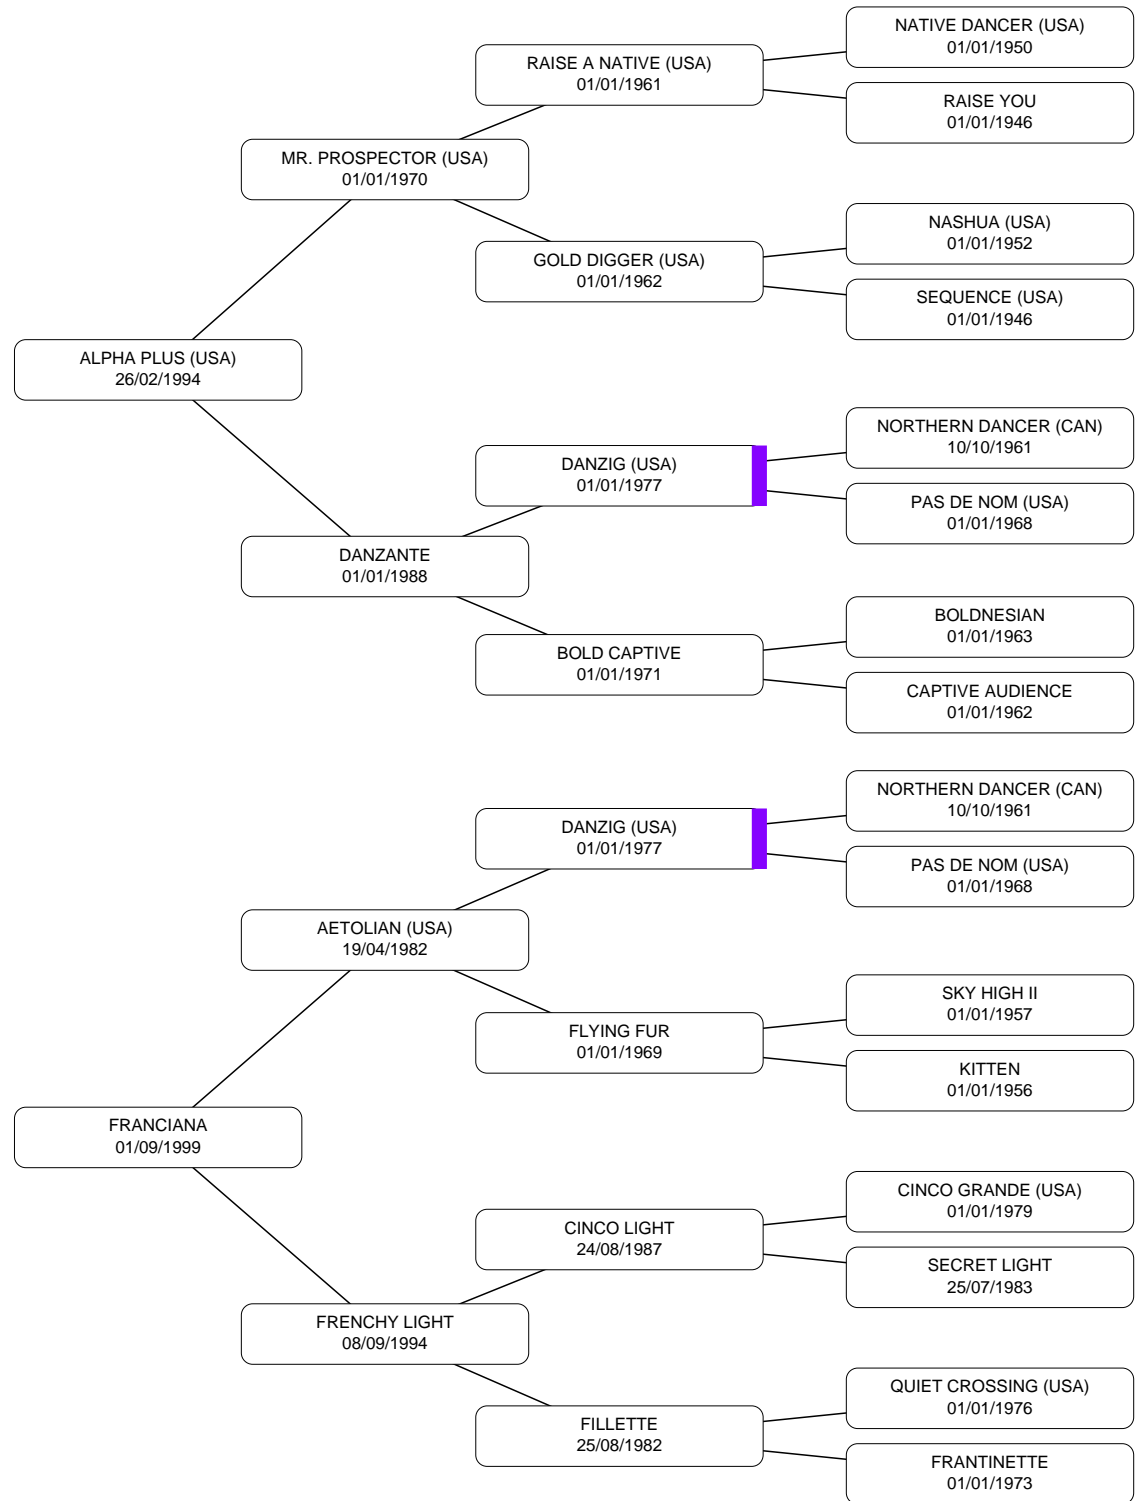 NATIVE DANCER (USA)
01/01/1950
RAISE A NATIVE (USA)
01/01/1961
RAISE YOU
01/01/1946
MR. PROSPECTOR (USA)
01/01/1970
NASHUA (USA)
01/01/1952
GOLD DIGGER (USA)
01/01/1962
SEQUENCE (USA)
01/01/1946
ALPHA PLUS (USA)
26/02/1994
NORTHERN DANCER (CAN)
10/10/1961
DANZIG (USA)
01/01/1977
PAS DE NOM (USA)
01/01/1968
DANZANTE
01/01/1988
BOLDNESIAN
01/01/1963
BOLD CAPTIVE
01/01/1971
CAPTIVE AUDIENCE
01/01/1962
NORTHERN DANCER (CAN)
10/10/1961
DANZIG (USA)
01/01/1977
PAS DE NOM (USA)
01/01/1968
AETOLIAN (USA)
19/04/1982
SKY HIGH II
01/01/1957
FLYING FUR
01/01/1969
KITTEN
01/01/1956
FRANCIANA
01/09/1999
CINCO GRANDE (USA)
01/01/1979
CINCO LIGHT
24/08/1987
SECRET LIGHT
25/07/1983
FRENCHY LIGHT
08/09/1994
QUIET CROSSING (USA)
01/01/1976
FILLETTE
25/08/1982
FRANTINETTE
01/01/1973